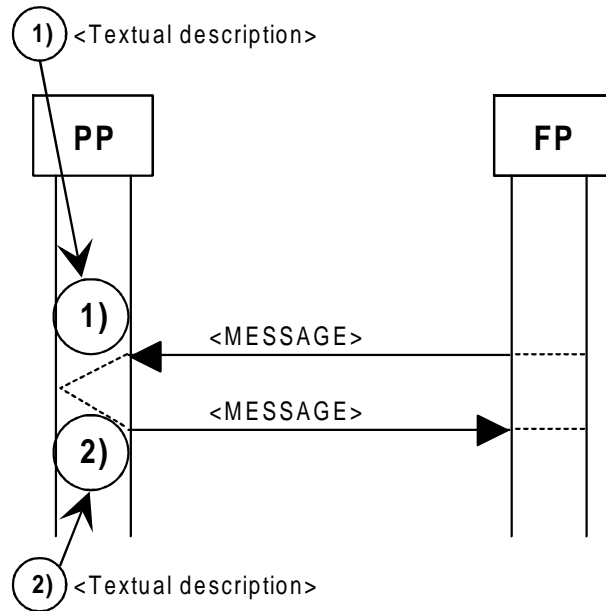 1) <Textual description>
PP
FP
1)
<MESSAGE>
<MESSAGE>
2)
2) <Textual description>